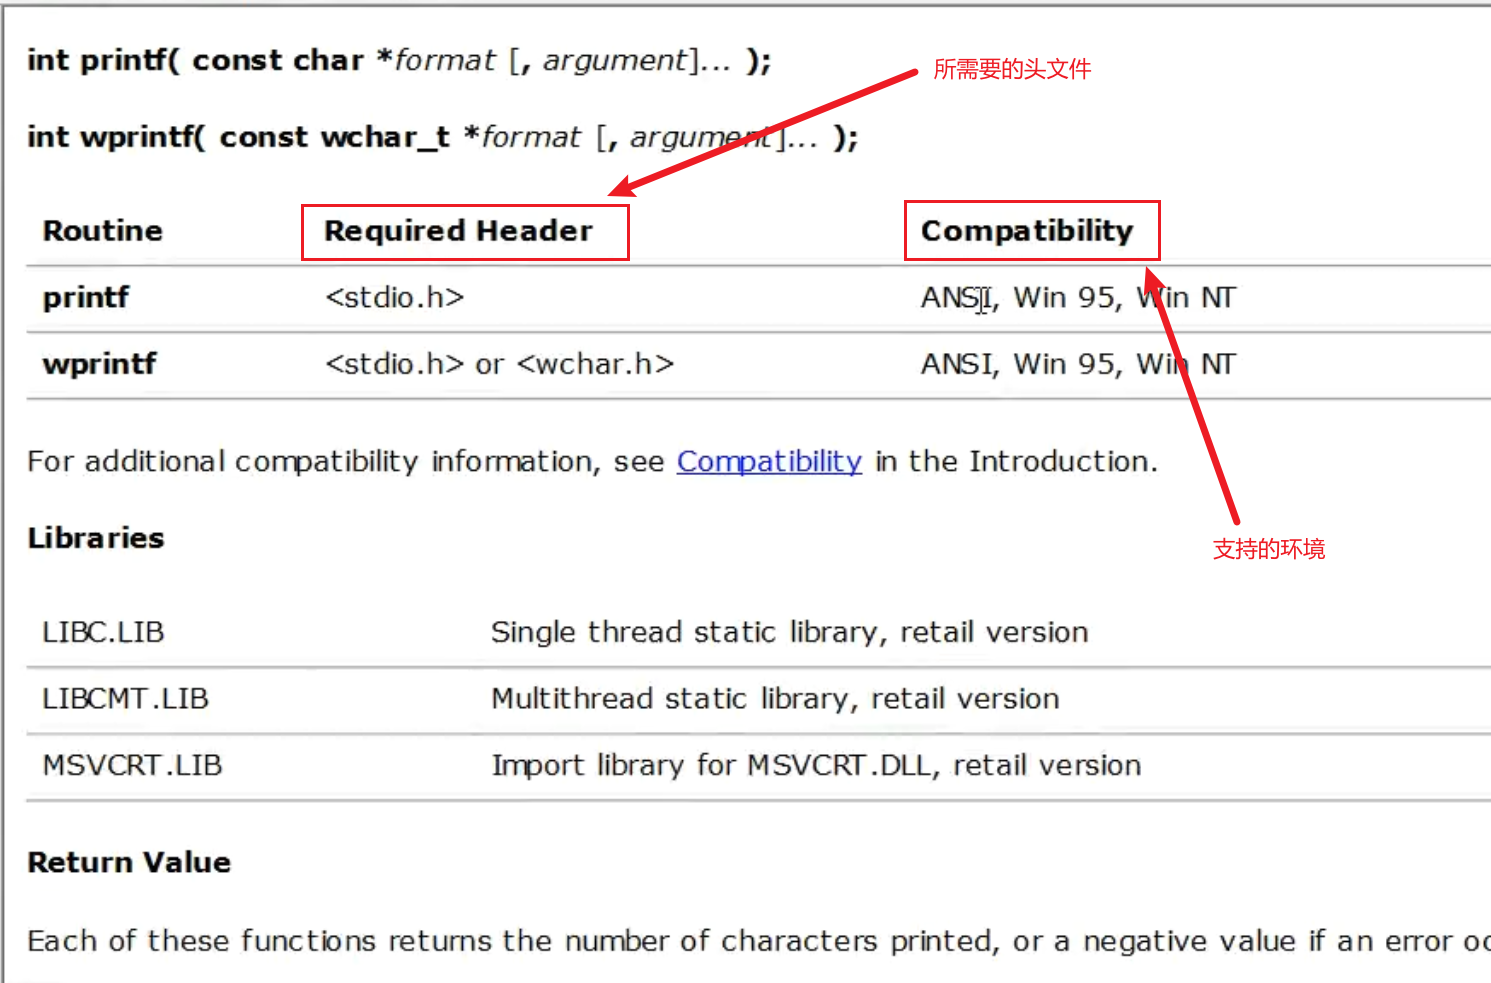 int printf( const char *format [, argument]... );
所需要的头文件
int wprintf( const wchar_t *format [, argument]... );
Routine Required Header Compatibility
printf <stdio.h> ANSI, Win 95, Win NT
wprintf <stdio.h> or <wchar.h> ANSI, Win 95, Win NT
For additional compatibility information, see Compatibility in the Introduction.
Libraries
支持的环境
LIBC.LIB Single thread static library, retail version
LIBCMT.LIB Multithread static library, retail version
MSVCRT.LIB Import library for MSVCRT.DLL, retail version
Return Value
Each of these functions returns the number of characters printed, or a negative value if an error